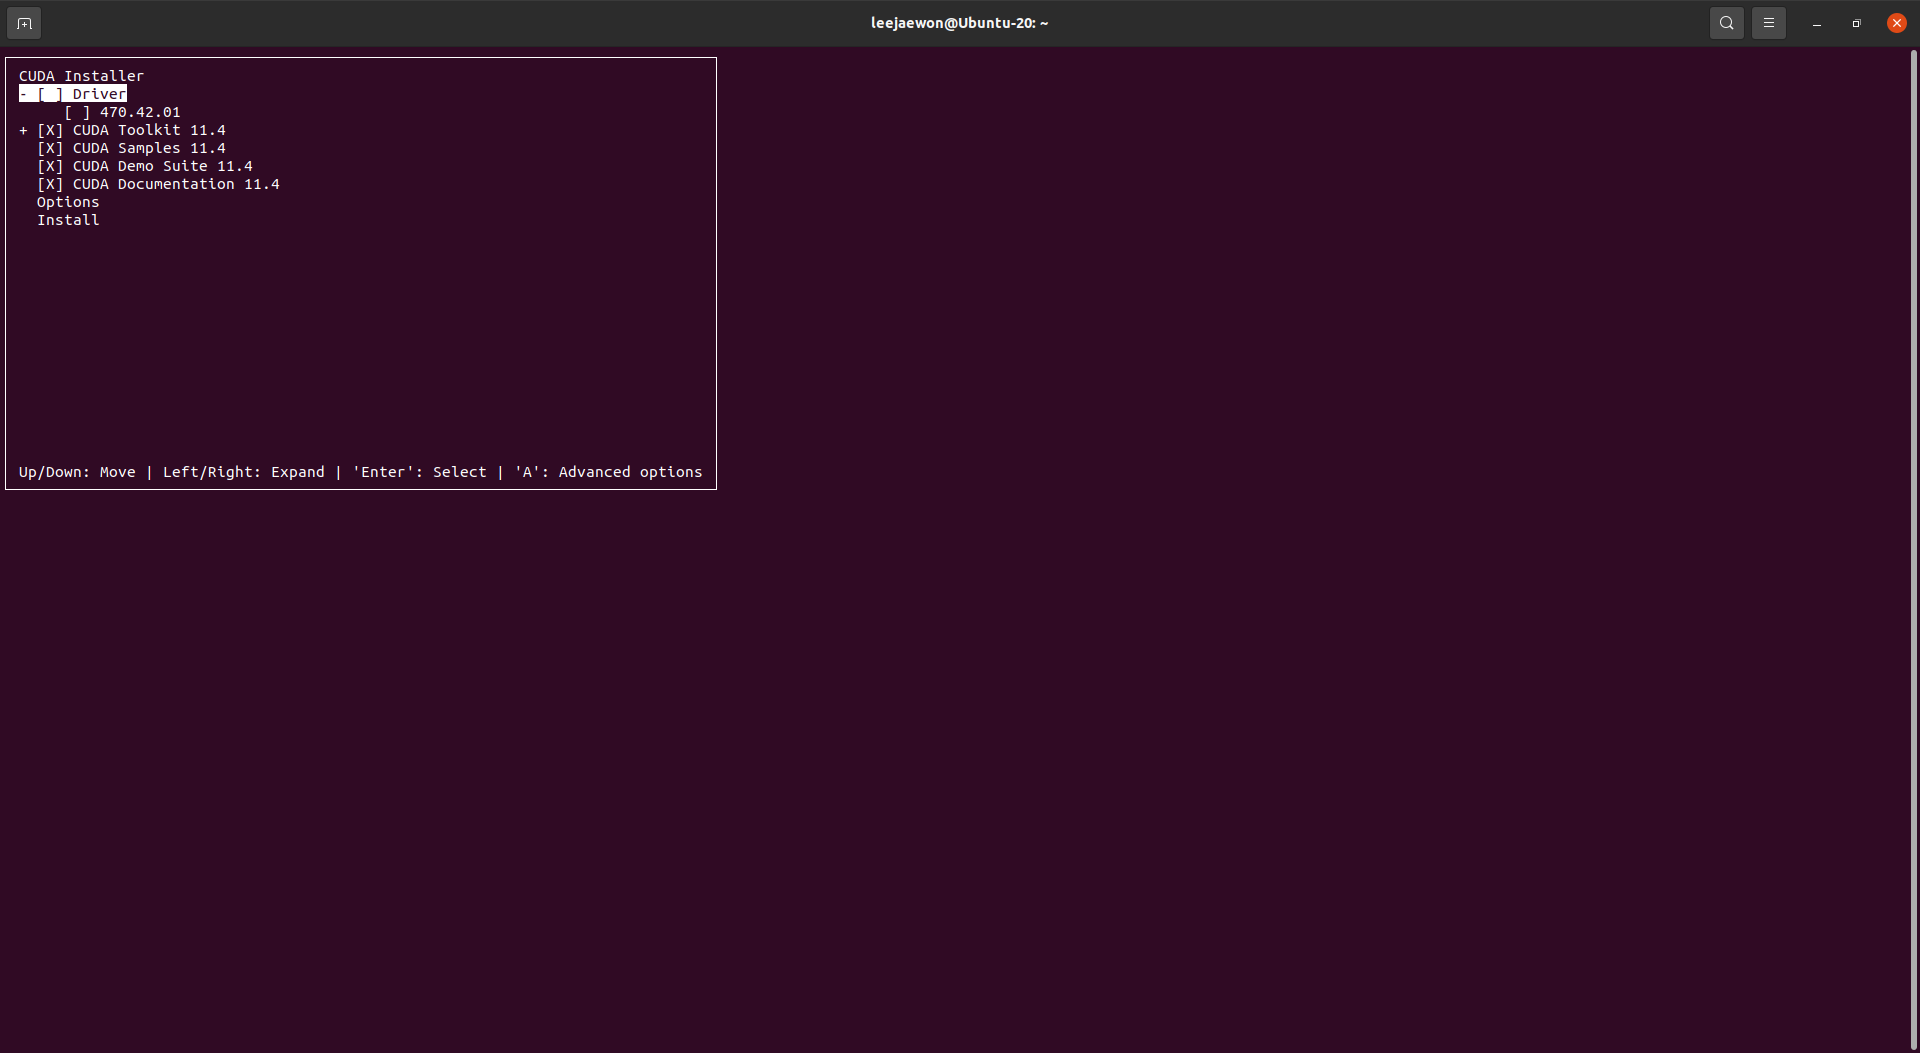 leejaewon@Ubuntu-20: ~
CUDA Installer
- [ ] Driver
[ ] 470.42.01
+ [X] CUDA Toolkit 11.4
[X] CUDA Samples 11.4
[X] CUDA Demo Suite 11.4
[X] CUDA Documentation 11.4
Options
Install
Up/Down: Move | Left/Right: Expand | 'Enter': Select | 'A': Advanced options